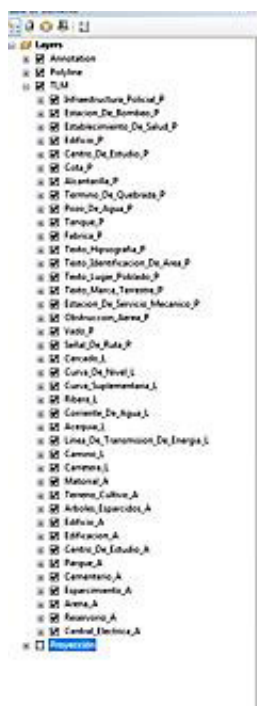 Layers
Annotation
Polyline
TLM
Infraestructura_Policial_P
Estacion_De_Bombeo_P
Establecimiento_De_Salud_P
Edificio_P
Centro_De_Estudio_P
Cota_P
Alcantarilla_P
Termino_De_Quebrada_P
Pozo_De_Agua_P
Tanque_P
Fabrica_P
Texto_Hipsografia_P
Texto_Identificacion_De_Area_P
Texto_Lugar_Poblado_P
Texto_Marca_Terrestre_P
Estacion_De_Servicio_Mecanico_P
Obstruccion_Aerea_P
Vado_P
Señal_De_Ruta_P
Cercado_L
Curva_De_Nivel_L
Curva_Suplementaria_L
Ribera_L
Corriente_De_Agua_L
Acequia_L
Linea_De_Transmision_De_Energia_L
Camino_L
Carretera_L
Matorral_A
Terreno_Cultivo_A
Arboles_Esparcidos_A
Edificio_A
Edificacion_A
Centro_De_Estudio_A
Parque_A
Cementerio_A
Esparcimiento_A
Arena_A
Reservorio_A
Central_Electrica_A
Proyección